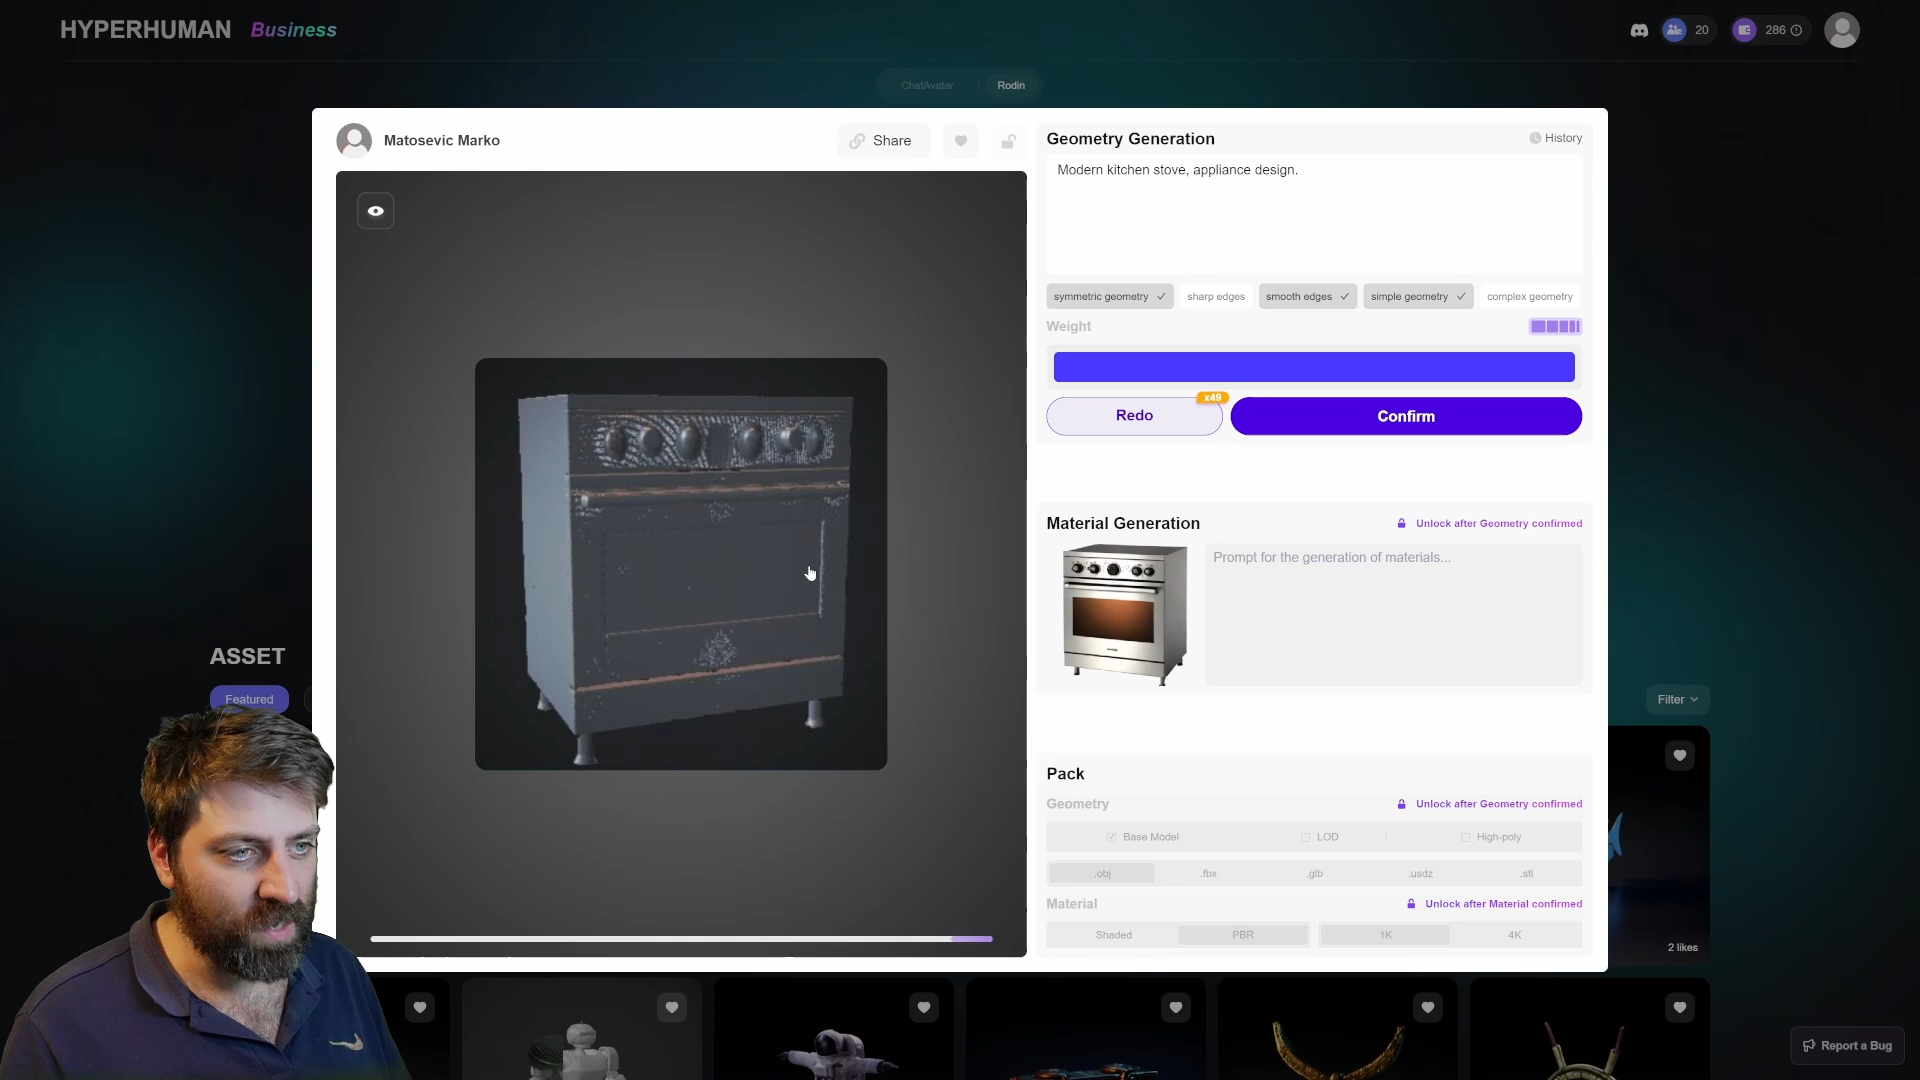 HYPERHUMAN Business
20
286
ChatAvatar
Rodin
Matosevic Marko
Share
Geometry Generation
History
Modern kitchen stove, appliance design.
symmetric geometry
sharp edges
smooth edges
simple geometry
complex geometry
Weight
Redo
x49
Confirm
Material Generation
Unlock after Geometry confirmed
Prompt for the generation of materials...
ASSET
Featured
Filter
Pack
Geometry
Unlock after Geometry confirmed
Base Model
LOD
High-poly
.obj
.fbx
.glb
.usdz
.stl
Material
Unlock after Material confirmed
Shaded
PBR
1K
4K
2 likes
Report a Bug